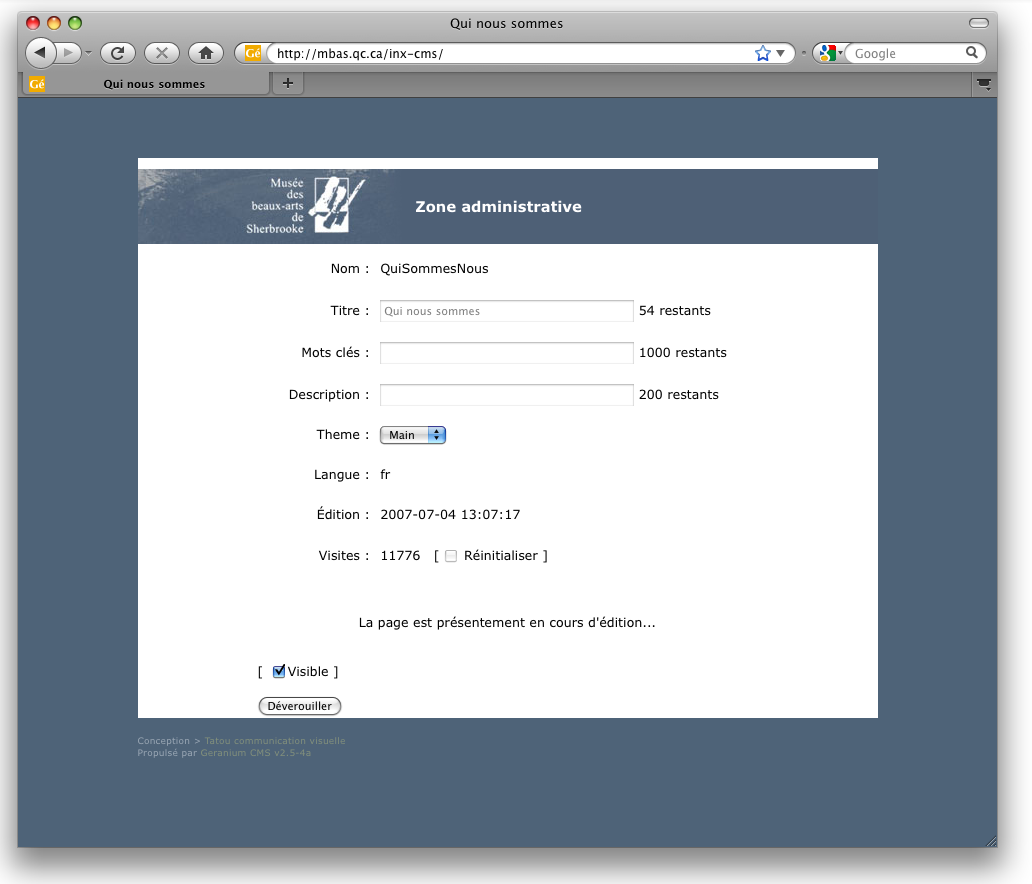 Qui nous sommes
Gé http://mbas.qc.ca/inx-cms/ Google
Gé Qui nous sommes +
Musée
des
beaux-arts
de
Sherbrooke
Zone administrative
Nom : QuiSommesNous
Titre : Qui nous sommes 54 restants
Mots clés : 1000 restants
Description : 200 restants
Theme : Main
Langue : fr
Édition : 2007-07-04 13:07:17
Visites : 11776 [ Réinitialiser ]
La page est présentement en cours d'édition...
[ Visible ]
Déverouiller
Conception > Tatou communication visuelle
Propulsé par Geranium CMS v2.5-4a